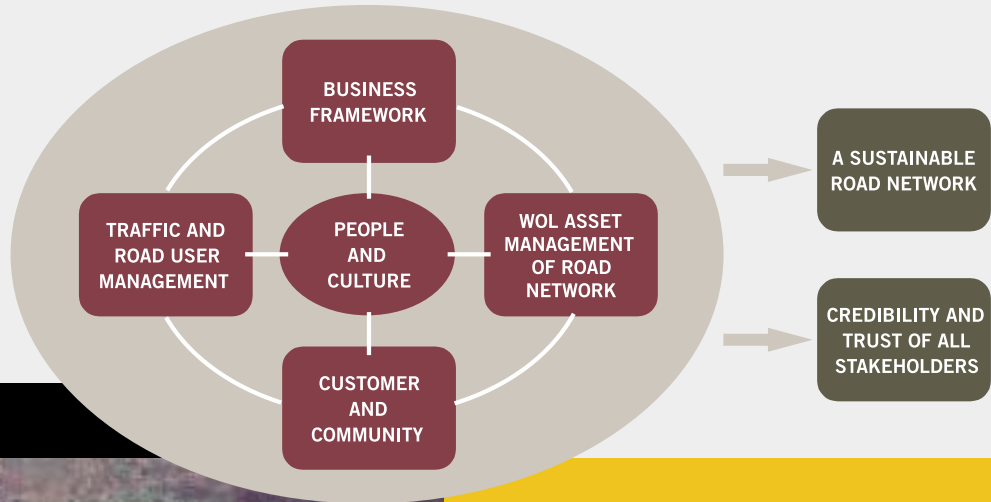 BUSINESS
FRAMEWORK
TRAFFIC AND
ROAD USER
MANAGEMENT
PEOPLE
AND
CULTURE
WOL ASSET
MANAGEMENT
OF ROAD
NETWORK
CUSTOMER
AND
COMMUNITY
A SUSTAINABLE
ROAD NETWORK
CREDIBILITY AND
TRUST OF ALL
STAKEHOLDERS